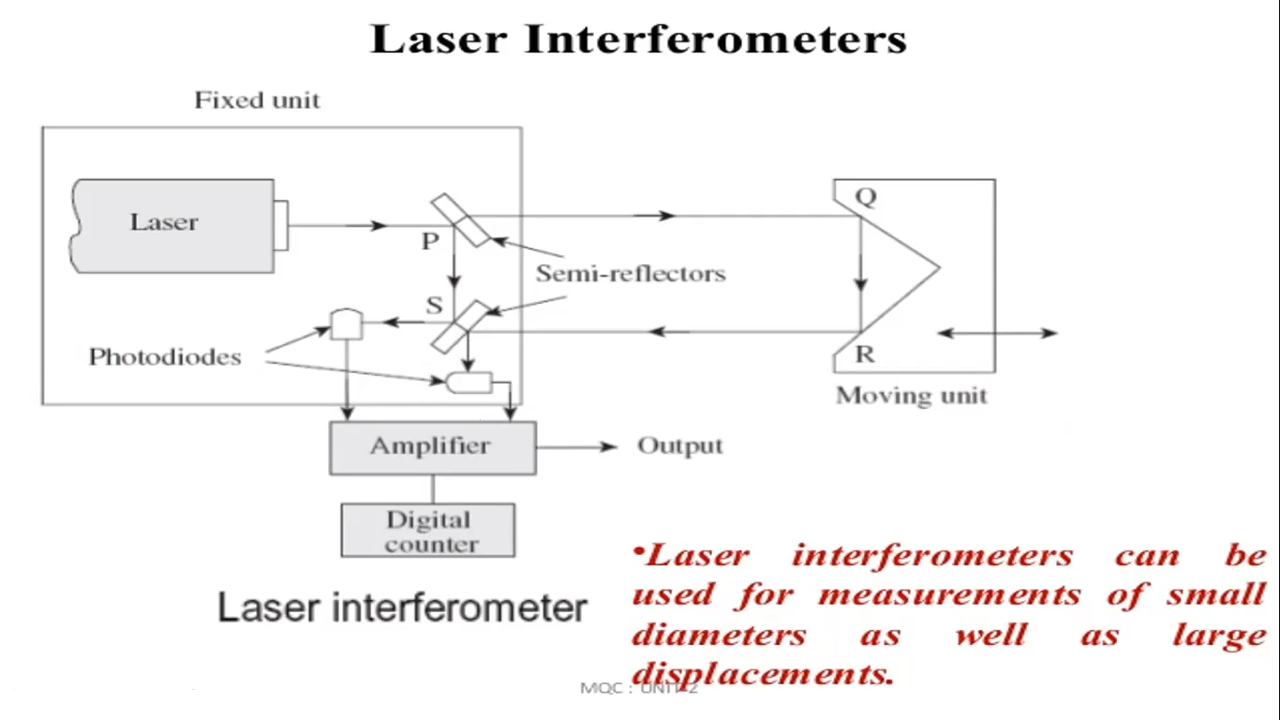 Laser Interferometers
Fixed unit
Laser
P
Q
Semi-reflectors
S
Photodiodes
R
Moving unit
Amplifier
Output
Digital
counter
Laser interferometer
•Laser interferometers can be
used for measurements of small
diameters as well as large
displacements.
MQC : UNIT-2